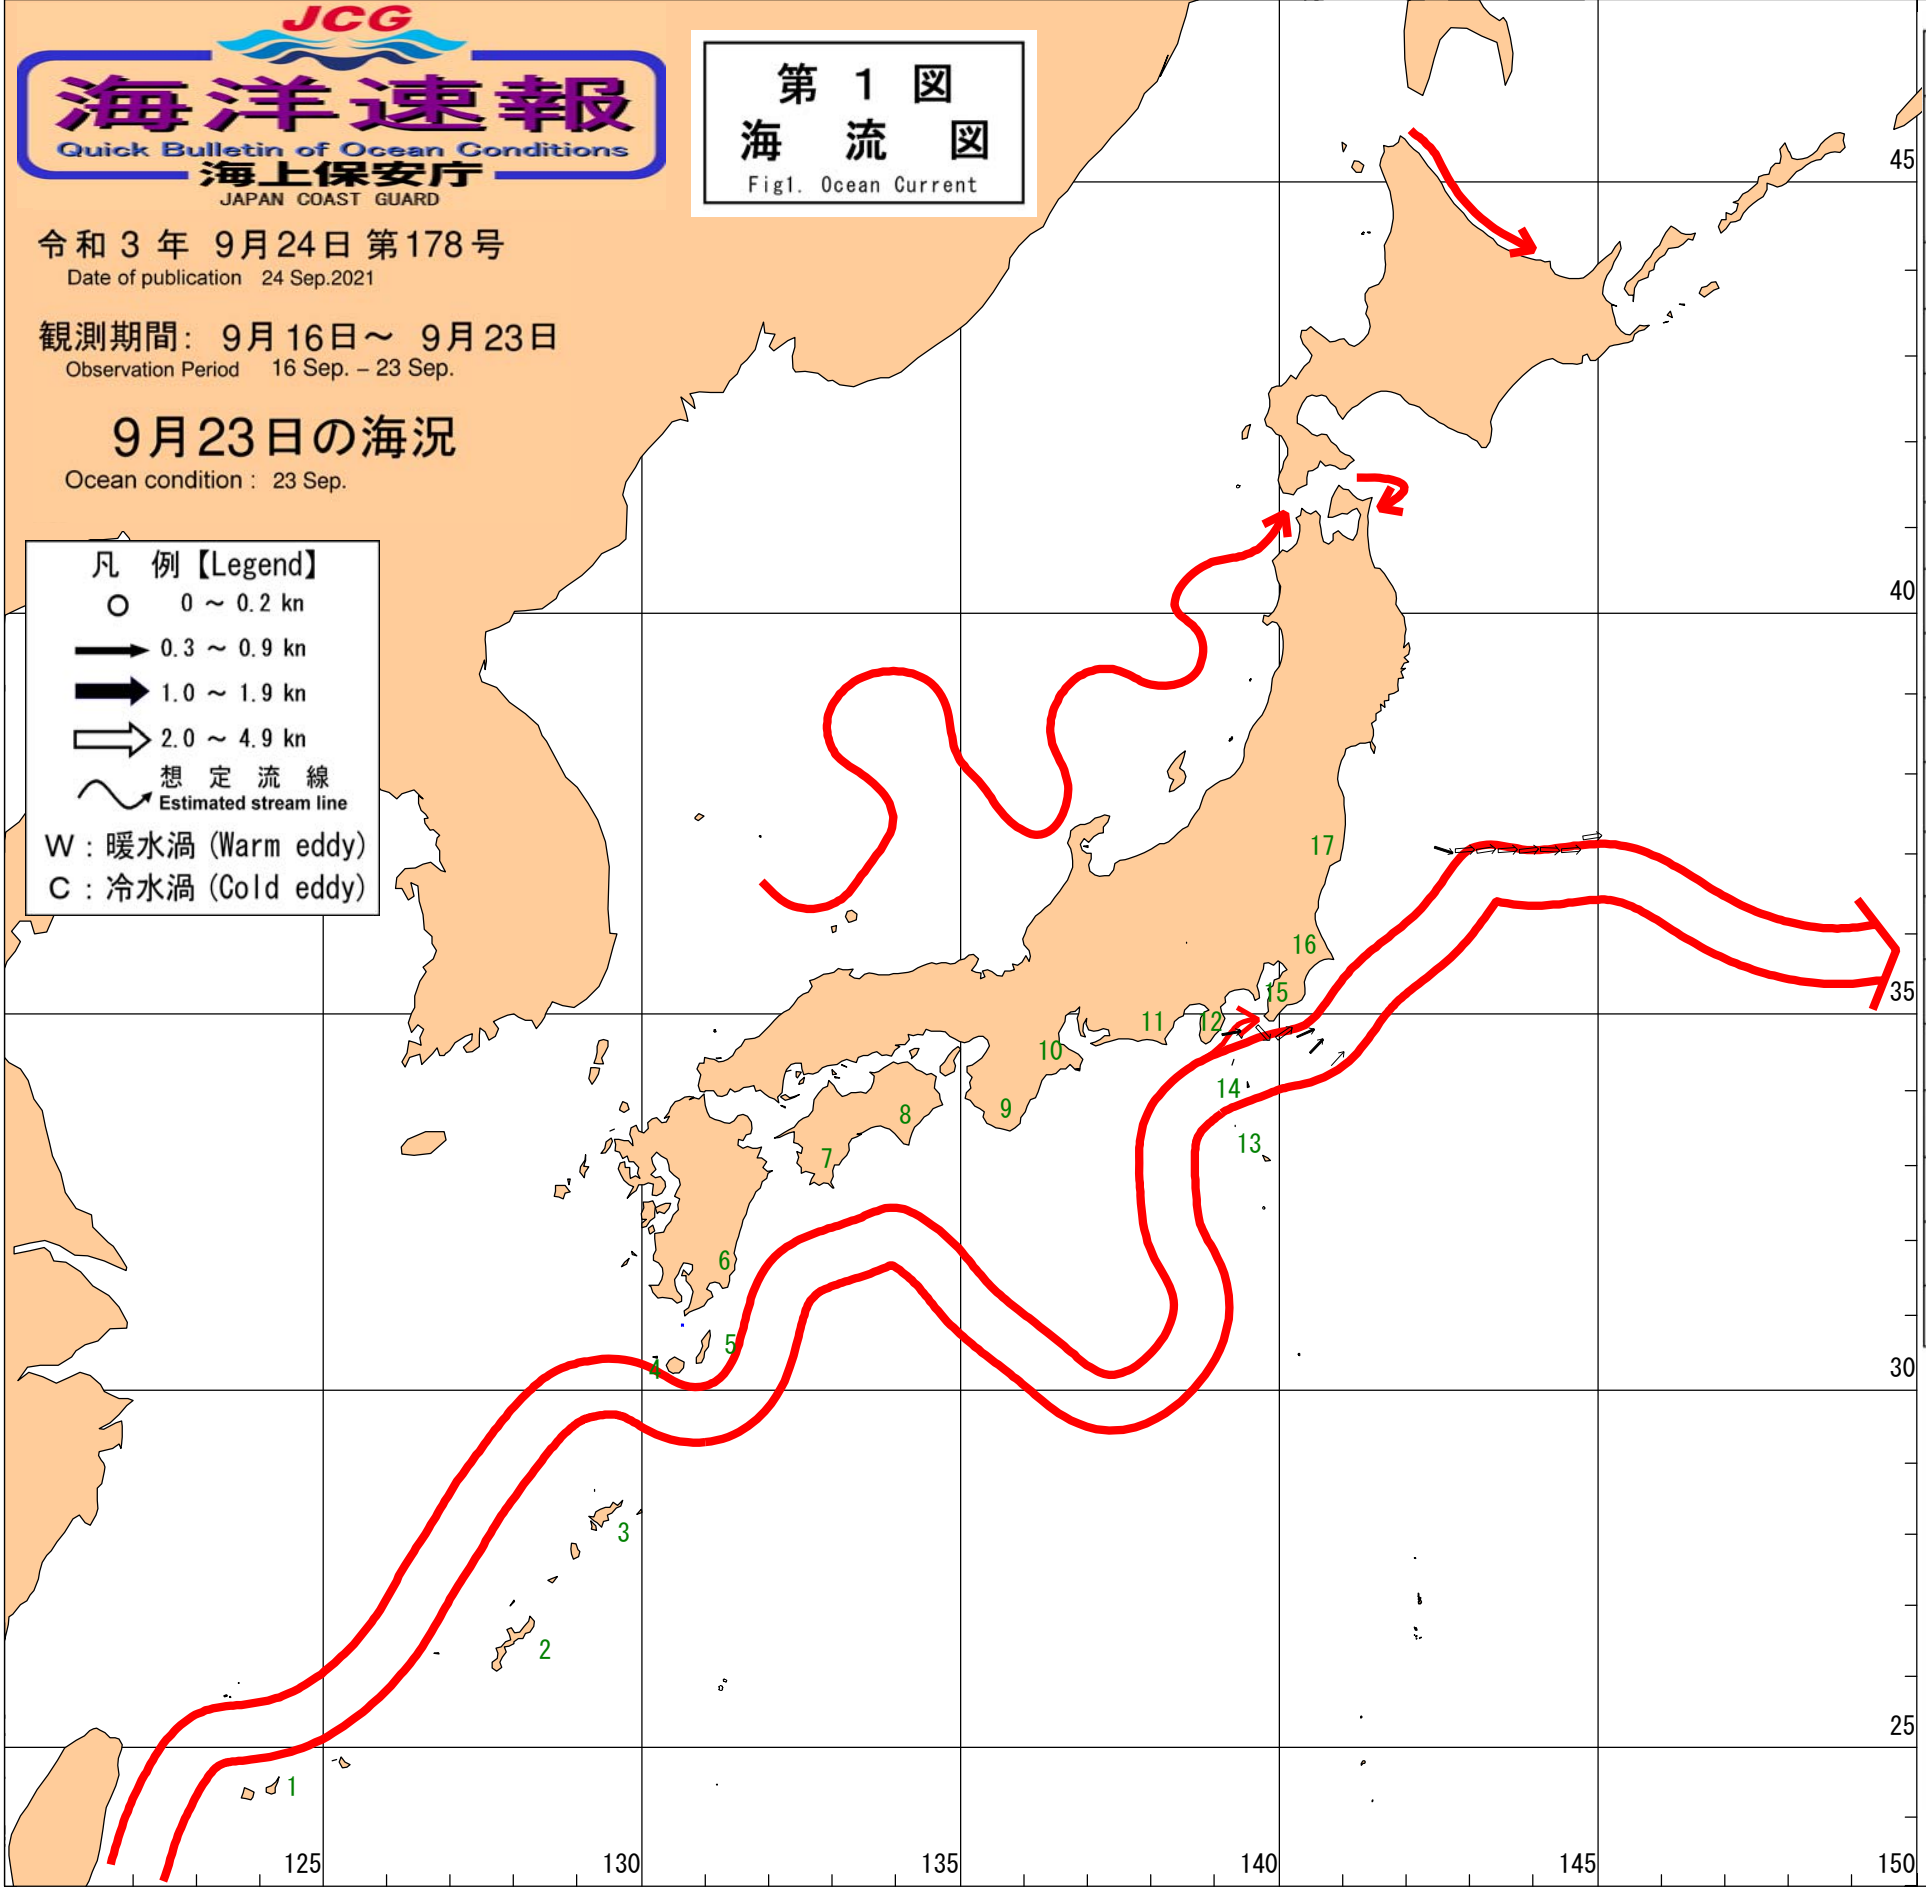 JCG
海洋速報
Quick Bulletin of Ocean Conditions
海上保安庁
JAPAN COAST GUARD
令和 3 年 9月24日 第178号
Date of publication 24 Sep.2021
観測期間: 9月16日～ 9月23日
Observation Period 16 Sep. – 23 Sep.
9月23日の海況
Ocean condition : 23 Sep.
第 1 図
海 流 図
Fig1. Ocean Current
凡 例【Legend】
0 ～ 0.2 kn
0.3 ～ 0.9 kn
1.0 ～ 1.9 kn
2.0 ～ 4.9 kn
想 定 流 線
Estimated stream line
W : 暖水渦 (Warm eddy)
C : 冷水渦 (Cold eddy)
45
40
35
30
25
17
16
15
12
11
10
14
13
9
8
7
6
5
4
3
2
1
125
130
135
140
145
150